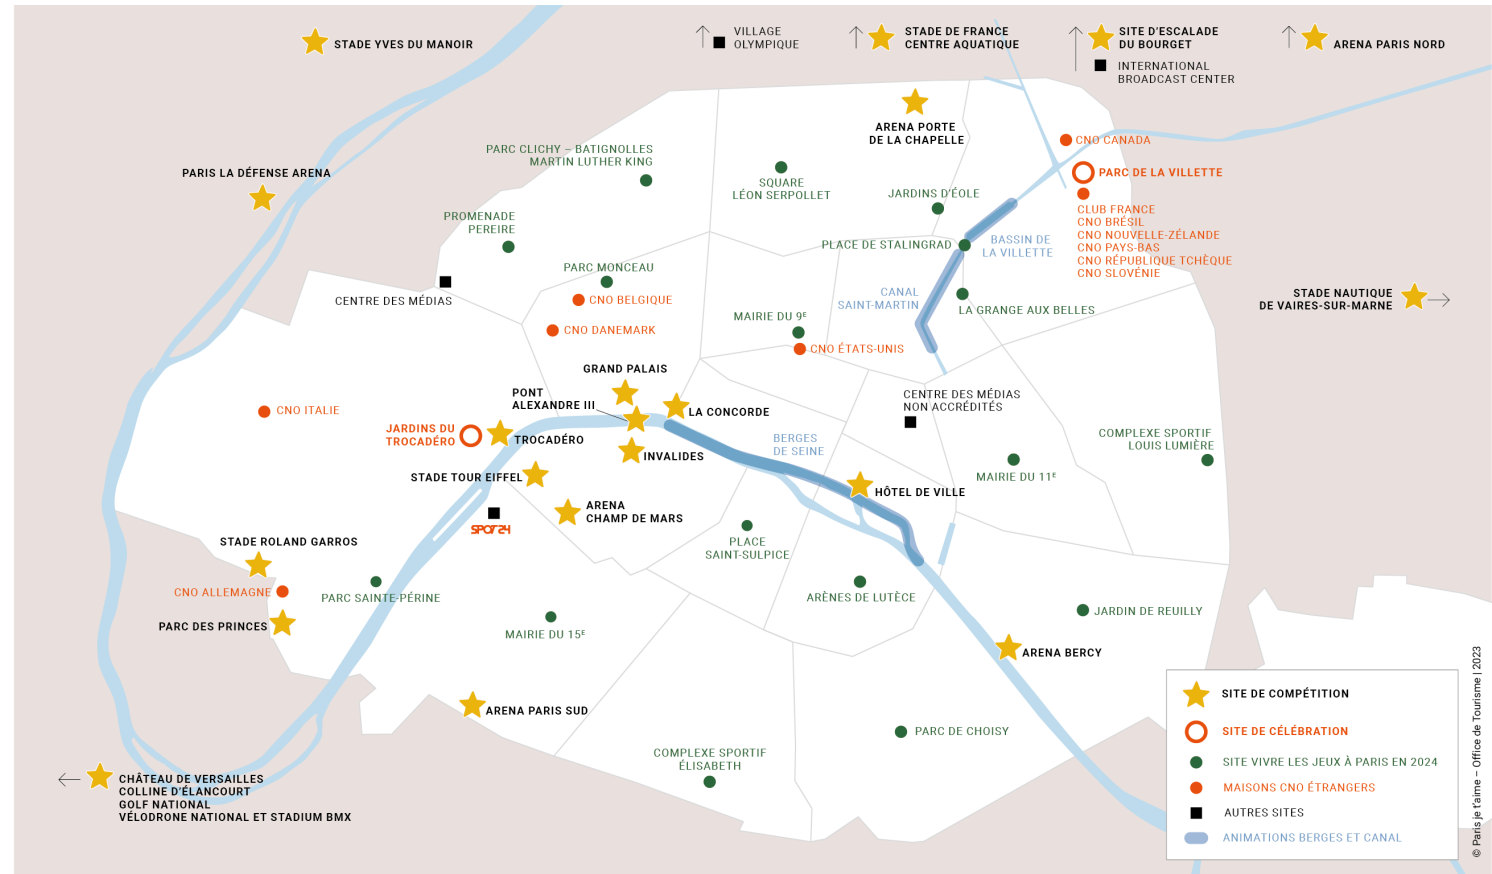 STADE YVES DU MANOIR
VILLAGE
OLYMPIQUE
STADE DE FRANCE
CENTRE AQUATIQUE
SITE D'ESCALADE
DU BOURGET
INTERNATIONAL
BROADCAST CENTER
ARENA PARIS NORD
ARENA PORTE
DE LA CHAPELLE
CNO CANADA
PARC CLICHY – BATIGNOLLES
MARTIN LUTHER KING
PARIS LA DÉFENSE ARENA
SQUARE
LÉON SERPOLLET
PARC DE LA VILLETTE
JARDINS D'ÉOLE
CLUB FRANCE
CNO BRÉSIL
CNO NOUVELLE-ZÉLANDE
CNO PAYS-BAS
CNO RÉPUBLIQUE TCHÈQUE
CNO SLOVÉNIE
PROMENADE
PEREIRE
PLACE DE STALINGRAD
BASSIN DE
LA VILLETTE
PARC MONCEAU
CENTRE DES MÉDIAS
CNO BELGIQUE
CANAL
SAINT-MARTIN
STADE NAUTIQUE
DE VAIRES-SUR-MARNE
LA GRANGE AUX BELLES
CNO DANEMARK
MAIRIE DU 9E
CNO ÉTATS-UNIS
GRAND PALAIS
PONT
ALEXANDRE III
LA CONCORDE
CENTRE DES MÉDIAS
NON ACCRÉDITÉS
CNO ITALIE
JARDINS DU
TROCADÉRO
TROCADÉRO
BERGES
DE SEINE
COMPLEXE SPORTIF
LOUIS LUMIÈRE
INVALIDES
STADE TOUR EIFFEL
MAIRIE DU 11E
HÔTEL DE VILLE
ARENA
CHAMP DE MARS
SPOT24
STADE ROLAND GARROS
PLACE
SAINT-SULPICE
CNO ALLEMAGNE
PARC SAINTE-PÉRINE
ARÈNES DE LUTÈCE
JARDIN DE REUILLY
PARC DES PRINCES
MAIRIE DU 15E
ARENA BERCY
ARENA PARIS SUD
PARC DE CHOISY
COMPLEXE SPORTIF
ÉLISABETH
CHÂTEAU DE VERSAILLES
COLLINE D'ÉLANCOURT
GOLF NATIONAL
VÉLODRONE NATIONAL ET STADIUM BMX
SITE DE COMPÉTITION
SITE DE CÉLÉBRATION
SITE VIVRE LES JEUX À PARIS EN 2024
MAISONS CNO ÉTRANGERS
AUTRES SITES
ANIMATIONS BERGES ET CANAL
© Paris je t'aime – Office de Tourisme | 2023